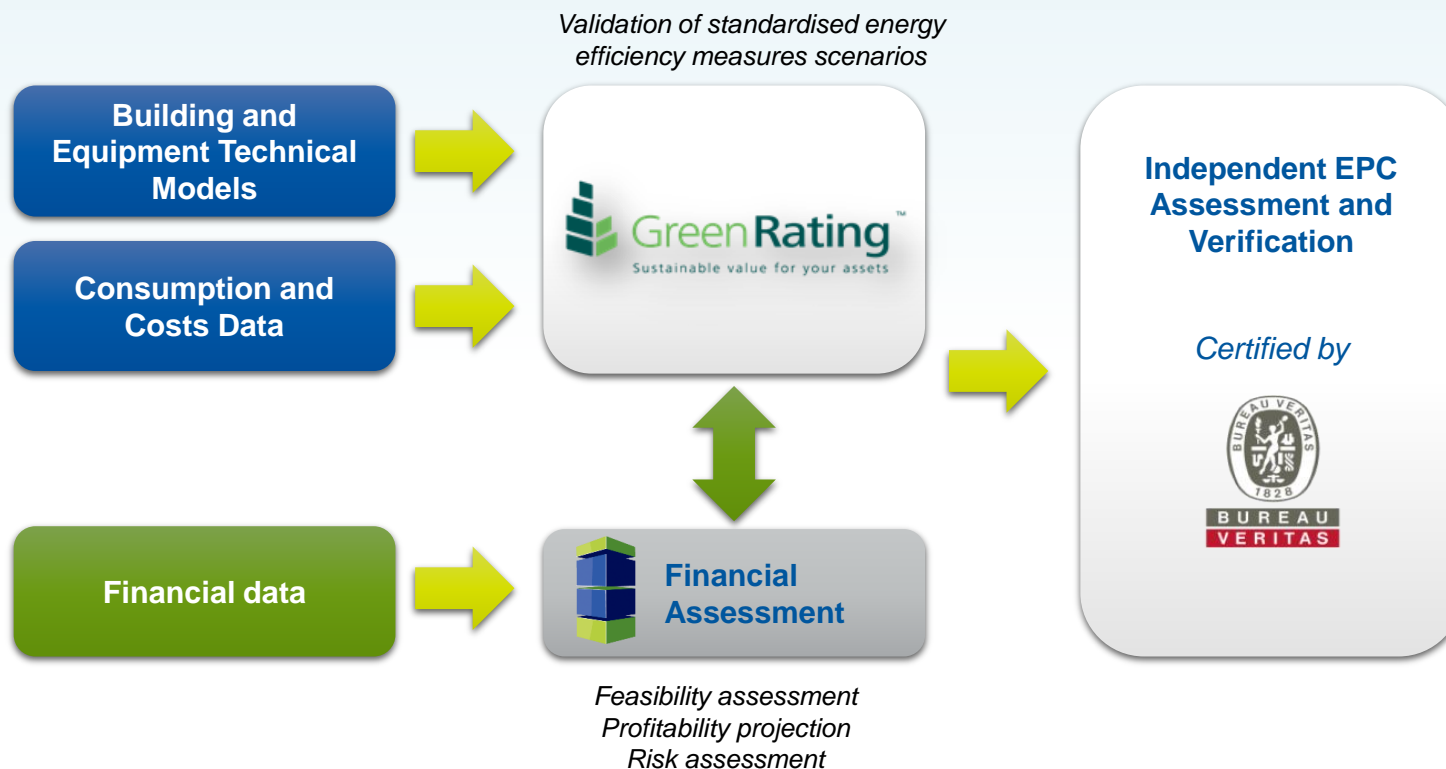 Validation of standardised energy
efficiency measures scenarios
Building and
Equipment Technical
Models
Consumption and
Costs Data
GreenRating™
Sustainable value for your assets
Independent EPC
Assessment and
Verification
Certified by
BUREAU VERITAS
1828
BUREAU
VERITAS
Financial data
Financial
Assessment
Feasibility assessment
Profitability projection
Risk assessment